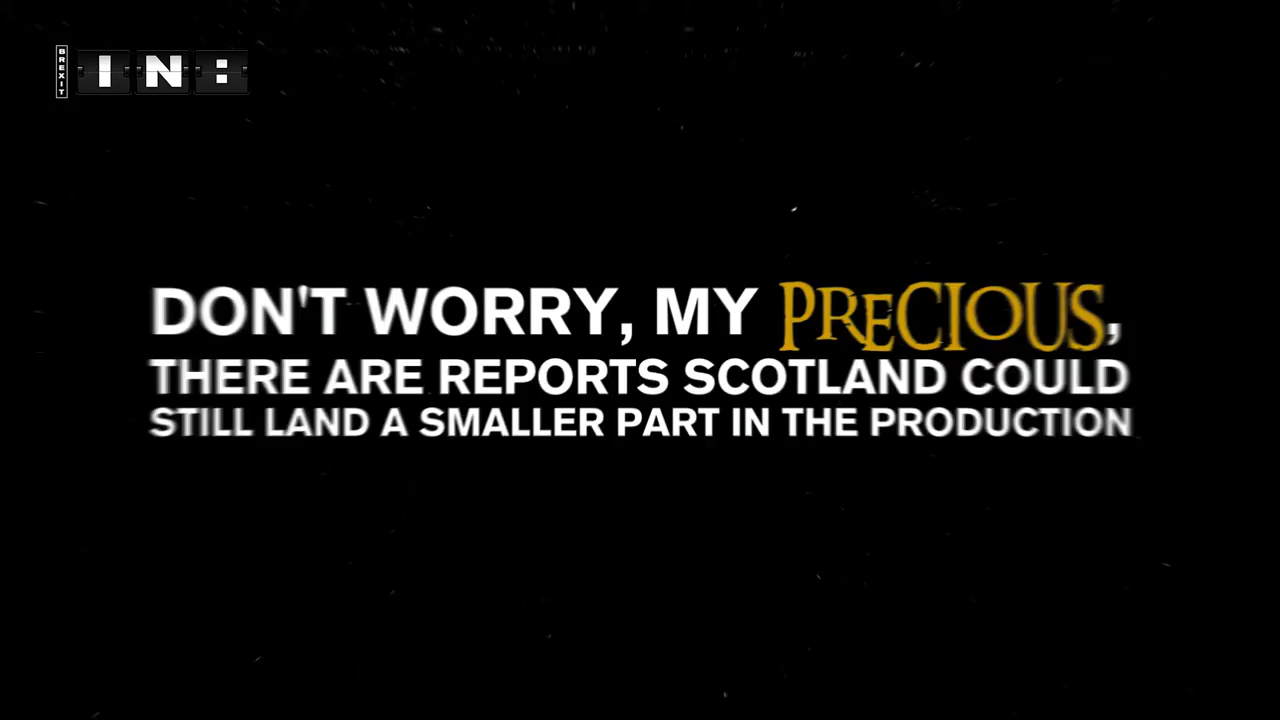 BREXIT
IN:
DON'T WORRY, MY PRECIOUS,
THERE ARE REPORTS SCOTLAND COULD
STILL LAND A SMALLER PART IN THE PRODUCTION